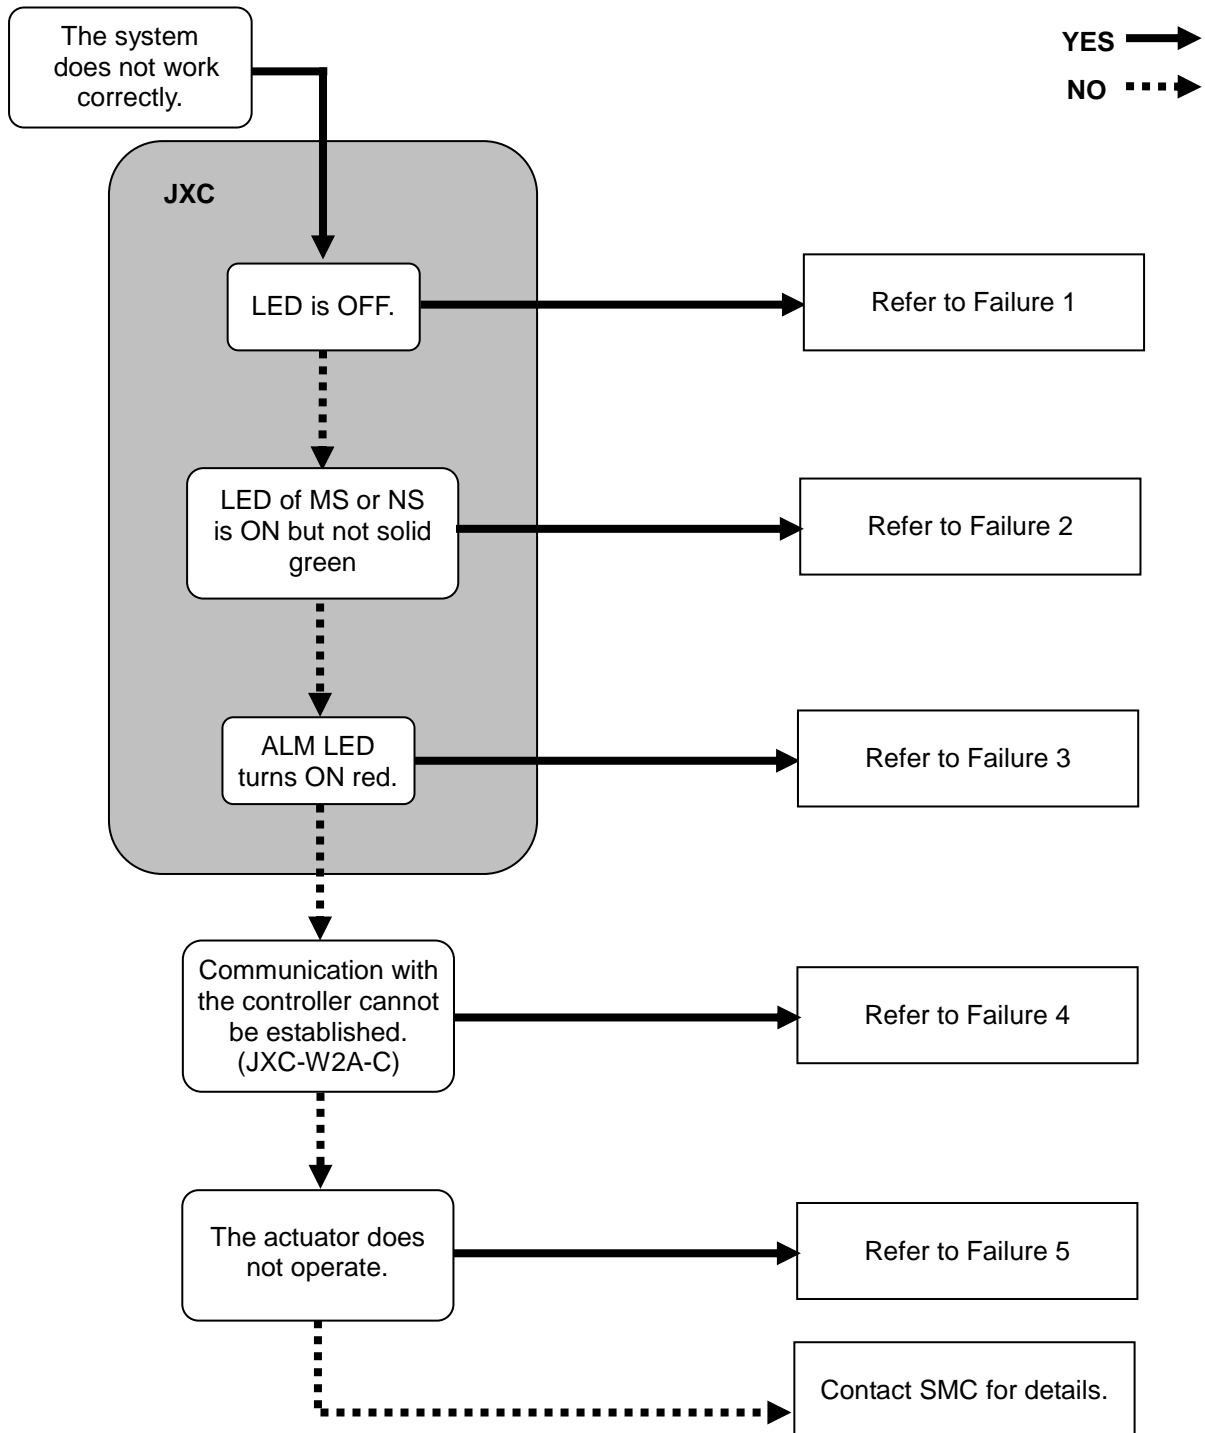 The system
does not work
correctly.
YES
NO
JXC
LED is OFF.
Refer to Failure 1
LED of MS or NS
is ON but not solid
green
Refer to Failure 2
ALM LED
turns ON red.
Refer to Failure 3
Communication with
the controller cannot
be established.
(JXC-W2A-C)
Refer to Failure 4
The actuator does
not operate.
Refer to Failure 5
Contact SMC for details.